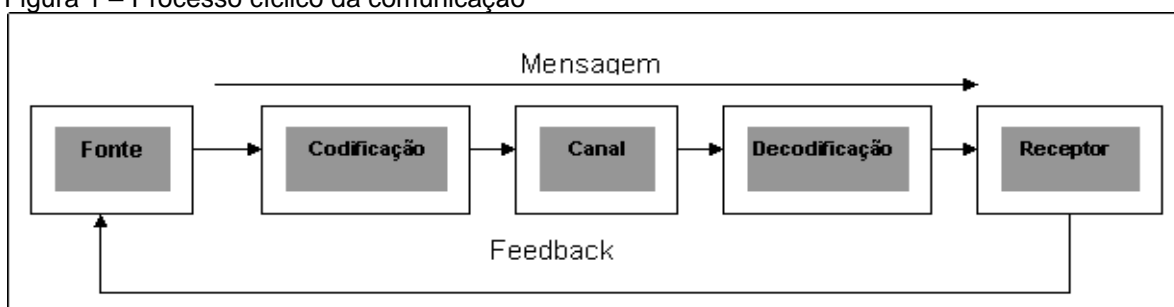 Figura 1 – Processo cíclico da comunicação
Mensagem
Fonte Codificação Canal Decodificação Receptor
Feedback